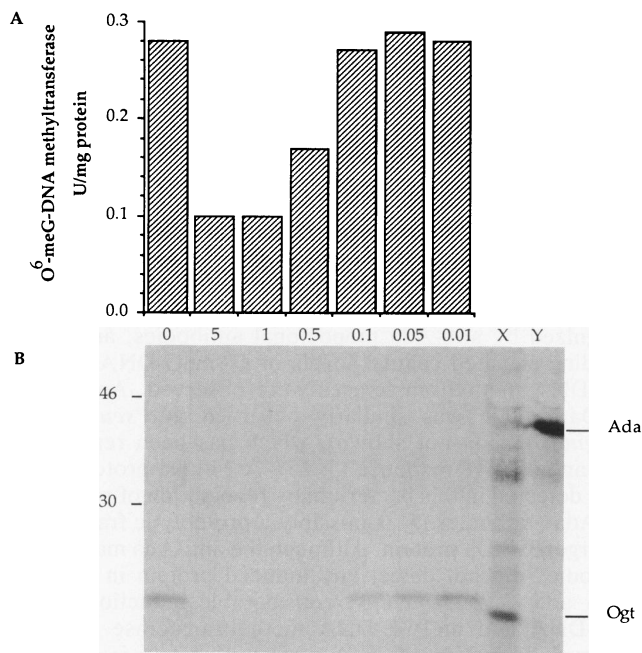 A
O6-meG-DNA methyltransferase
U/mg protein
0.3
0.2
0.1
0.0
0 5 1 0.5 0.1 0.05 0.01 X Y
B
46
30
Ada
Ogt